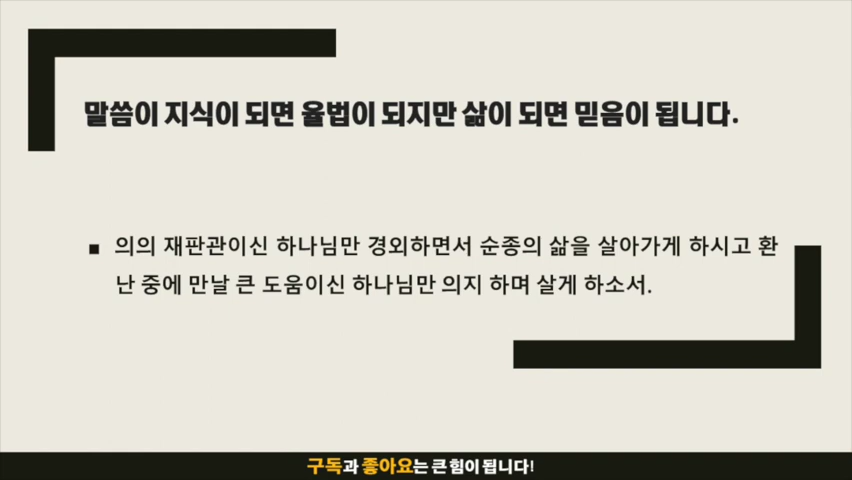 말씀이 지식이 되면 율법이 되지만 삶이 되면 믿음이 됩니다.
■ 의의 재판관이신 하나님만 경외하면서 순종의 삶을 살아가게 하시고 환
난 중에 만날 큰 도움이신 하나님만 의지 하며 살게 하소서.
구독과 좋아요는 큰 힘이 됩니다!